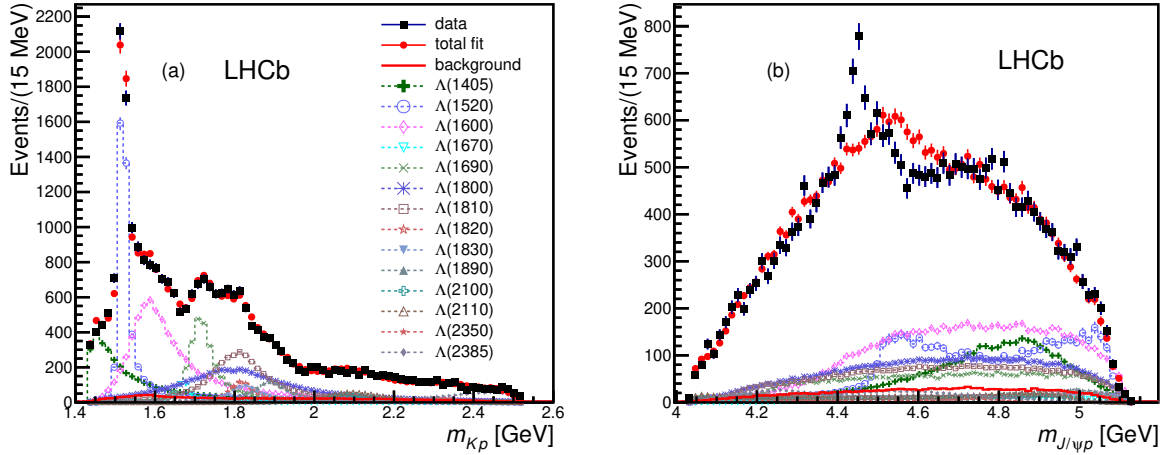 Events/(15 MeV)
2200
2000
1800
1600
1400
1200
1000
800
600
400
200
0
1.4 1.6 1.8 2 2.2 2.4 2.6
m_{Kp} [GeV]
(a)
LHCb
data
total fit
background
Λ(1405)
Λ(1520)
Λ(1600)
Λ(1670)
Λ(1690)
Λ(1800)
Λ(1810)
Λ(1820)
Λ(1830)
Λ(1890)
Λ(2100)
Λ(2110)
Λ(2350)
Λ(2385)
Events/(15 MeV)
800
700
600
500
400
300
200
100
0
4 4.2 4.4 4.6 4.8 5
m_{J/ψp} [GeV]
(b)
LHCb